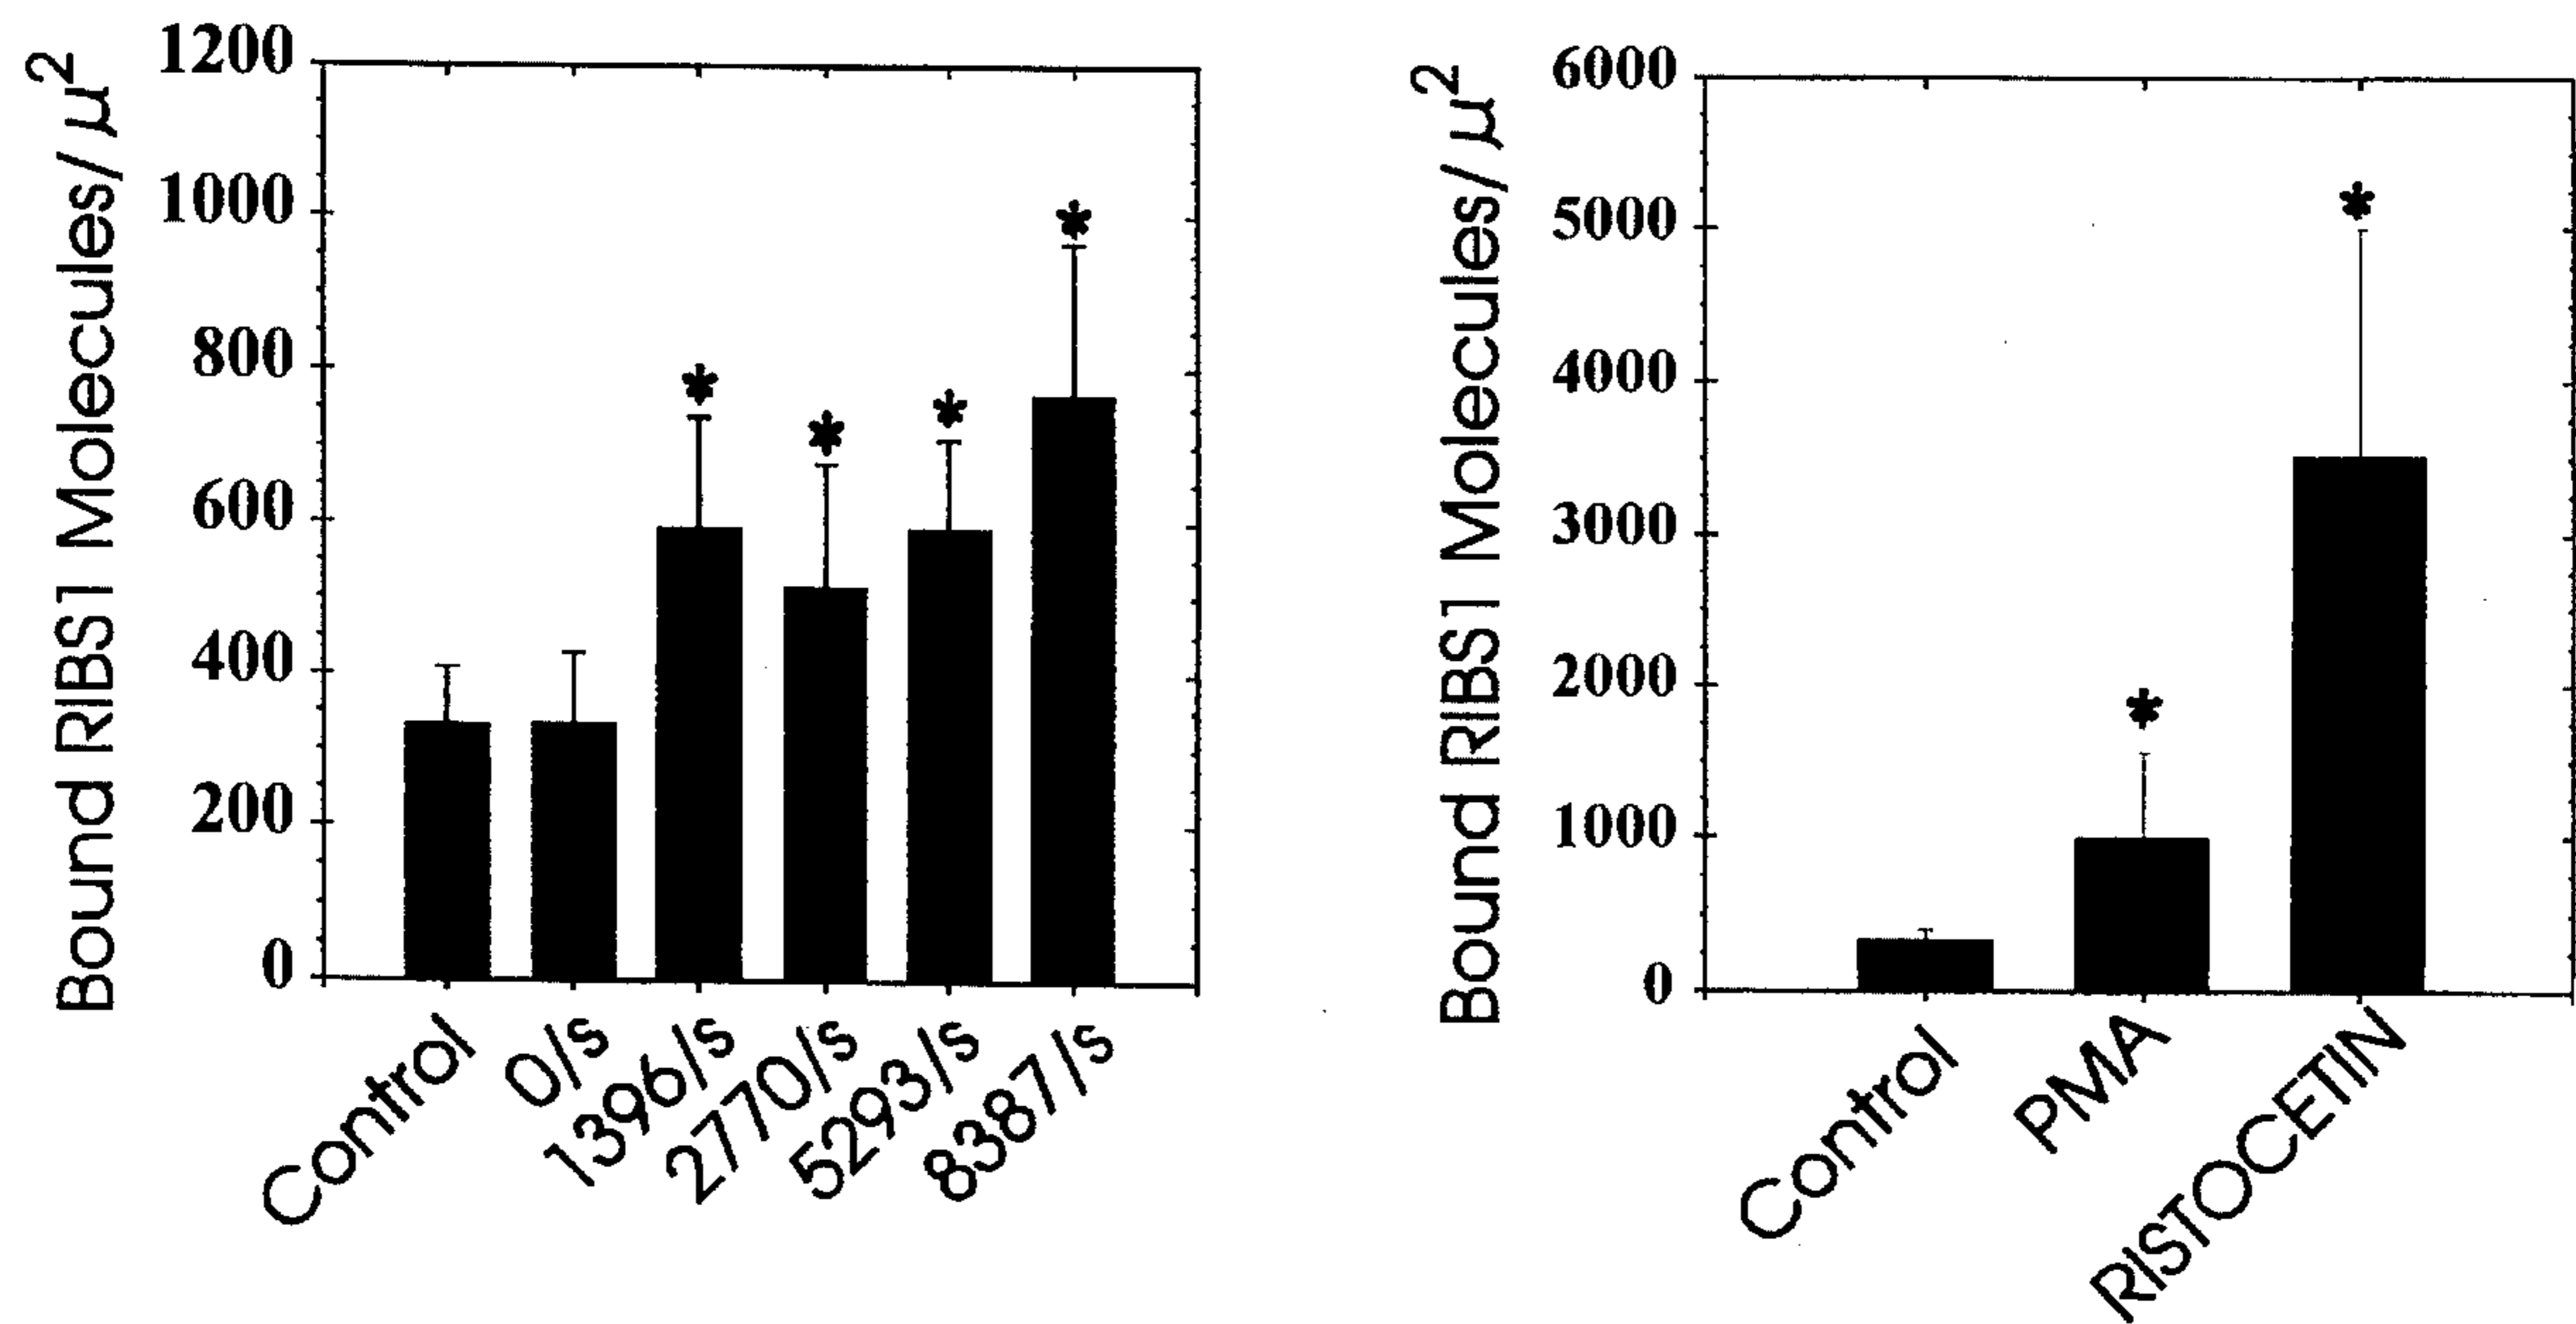 Bound RIBS1 Molecules/μ²
1200
1000
800
600
400
200
0
*
*
*
*
Control
0/s
1396/s
2770/s
5293/s
8387/s
Bound RIBS1 Molecules/μ²
6000
5000
4000
3000
2000
1000
0
*
*
Control
PMA
RISTOCETIN